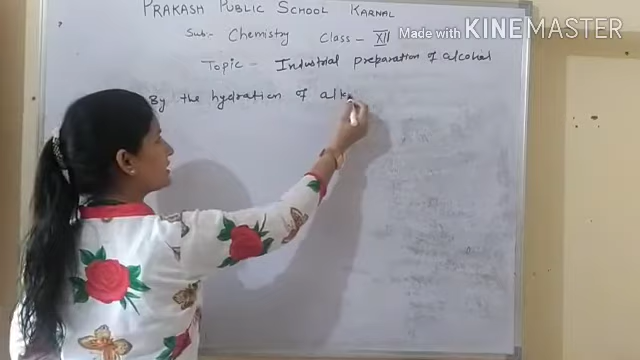 PRAKASH PUBLIC SCHOOL KARNAL
Made with KINEMASTER
Sub:- Chemistry Class - XII
Topic - Industrial preparation of alcohol
By the hydration of alk